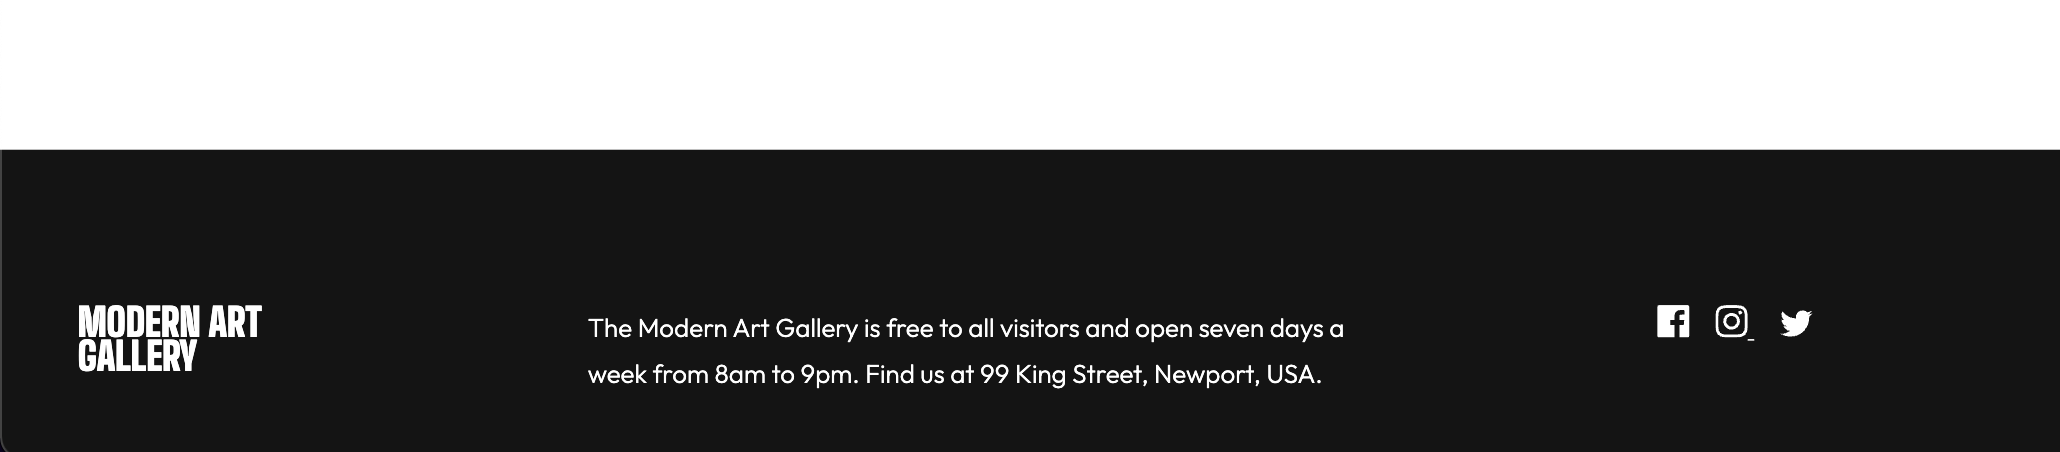 MODERN ART
GALLERY
The Modern Art Gallery is free to all visitors and open seven days a
week from 8am to 9pm. Find us at 99 King Street, Newport, USA.